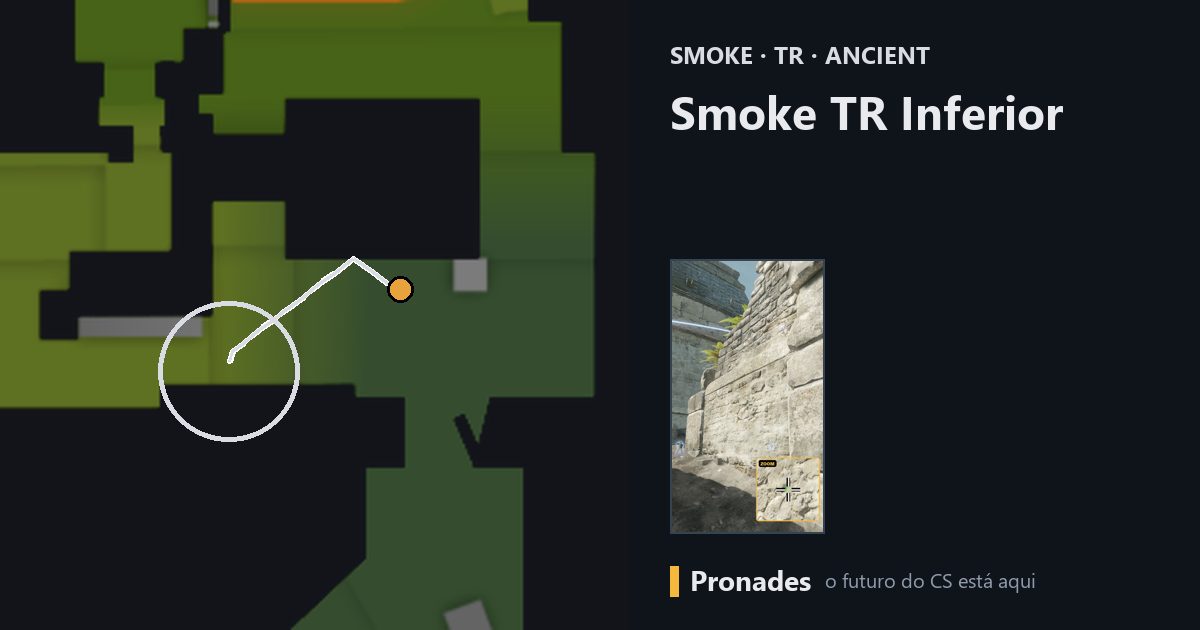 SMOKE · TR · ANCIENT
Smoke TR Inferior
ZOOM
Pronades o futuro do CS está aqui